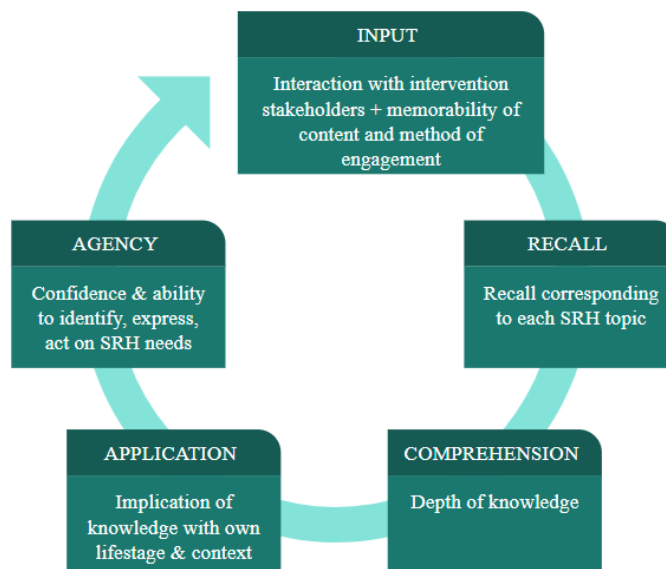 INPUT
Interaction with intervention
stakeholders + memorability of
content and method of
engagement
RECALL
Recall corresponding
to each SRH topic
COMPREHENSION
Depth of knowledge
APPLICATION
Implication of
knowledge with own
lifestage & context
AGENCY
Confidence & ability
to identify, express,
act on SRH needs